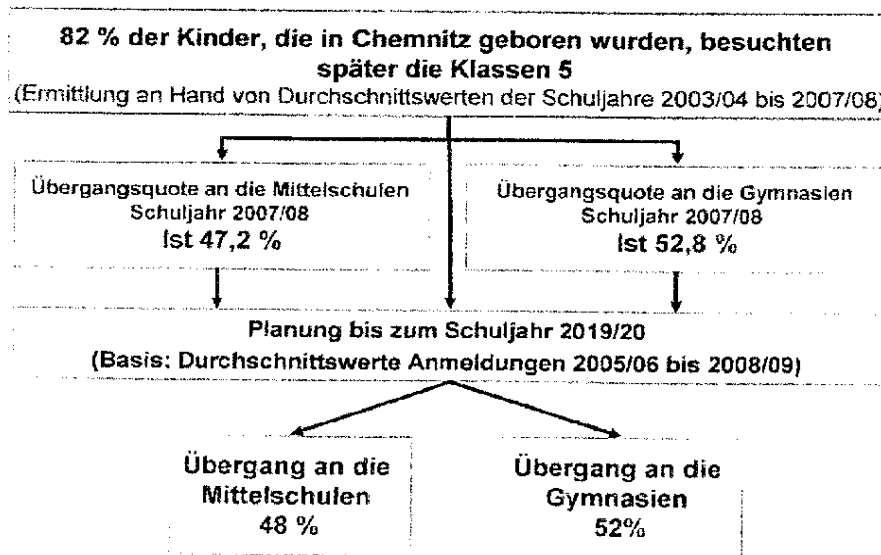 82 % der Kinder, die in Chemnitz geboren wurden, besuchten
später die Klassen 5
(Ermittlung an Hand von Durchschnittswerten der Schuljahre 2003/04 bis 2007/08)
Übergangsquote an die Mittelschulen
Schuljahr 2007/08
Ist 47,2 %
Übergangsquote an die Gymnasien
Schuljahr 2007/08
Ist 52,8 %
Planung bis zum Schuljahr 2019/20
(Basis: Durchschnittswerte Anmeldungen 2005/06 bis 2008/09)
Übergang an die
Mittelschulen
48 %
Übergang an die
Gymnasien
52%